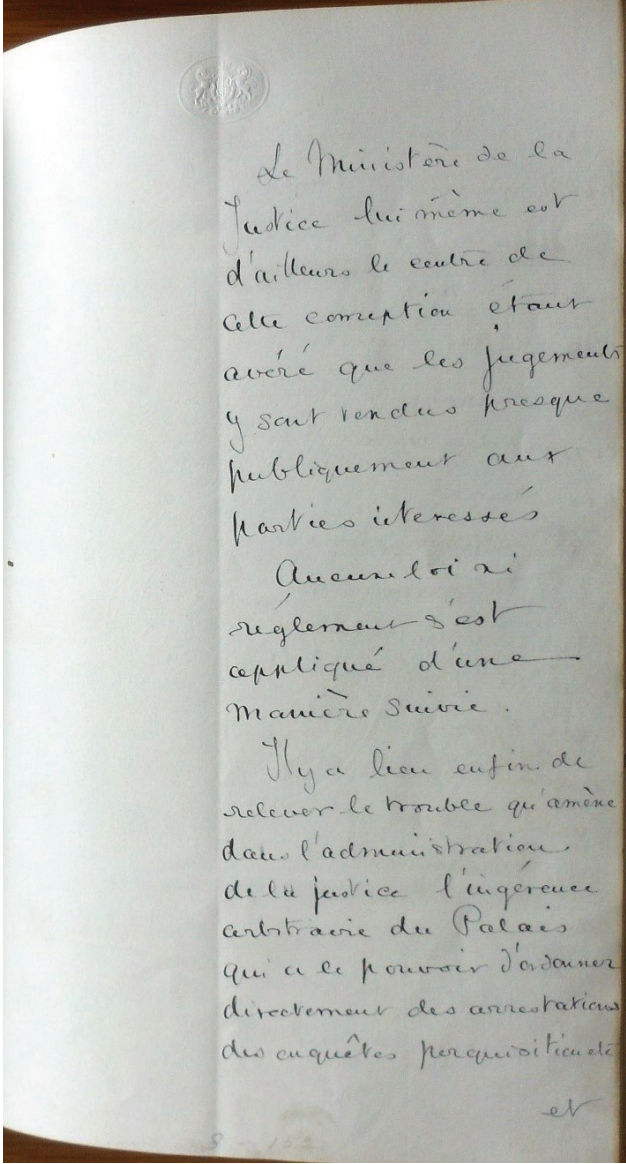 Le Ministère de la
Justice lui même est
d'ailleurs le centre de
cette corruption étant
avéré que les jugements
y sont vendus presque
publiquement aux
parties interessés
Aucune loi ni
réglement s'est
appliqué d'une
manière suivie.
Il y a lieu enfin de
relever le trouble qu'amène
dans l'administration
de la justice l'ingérence
arbitraire du Palais
qui a le pouvoir d'ordonner
directement des arrestations
des enquêtes perquisition etc
et